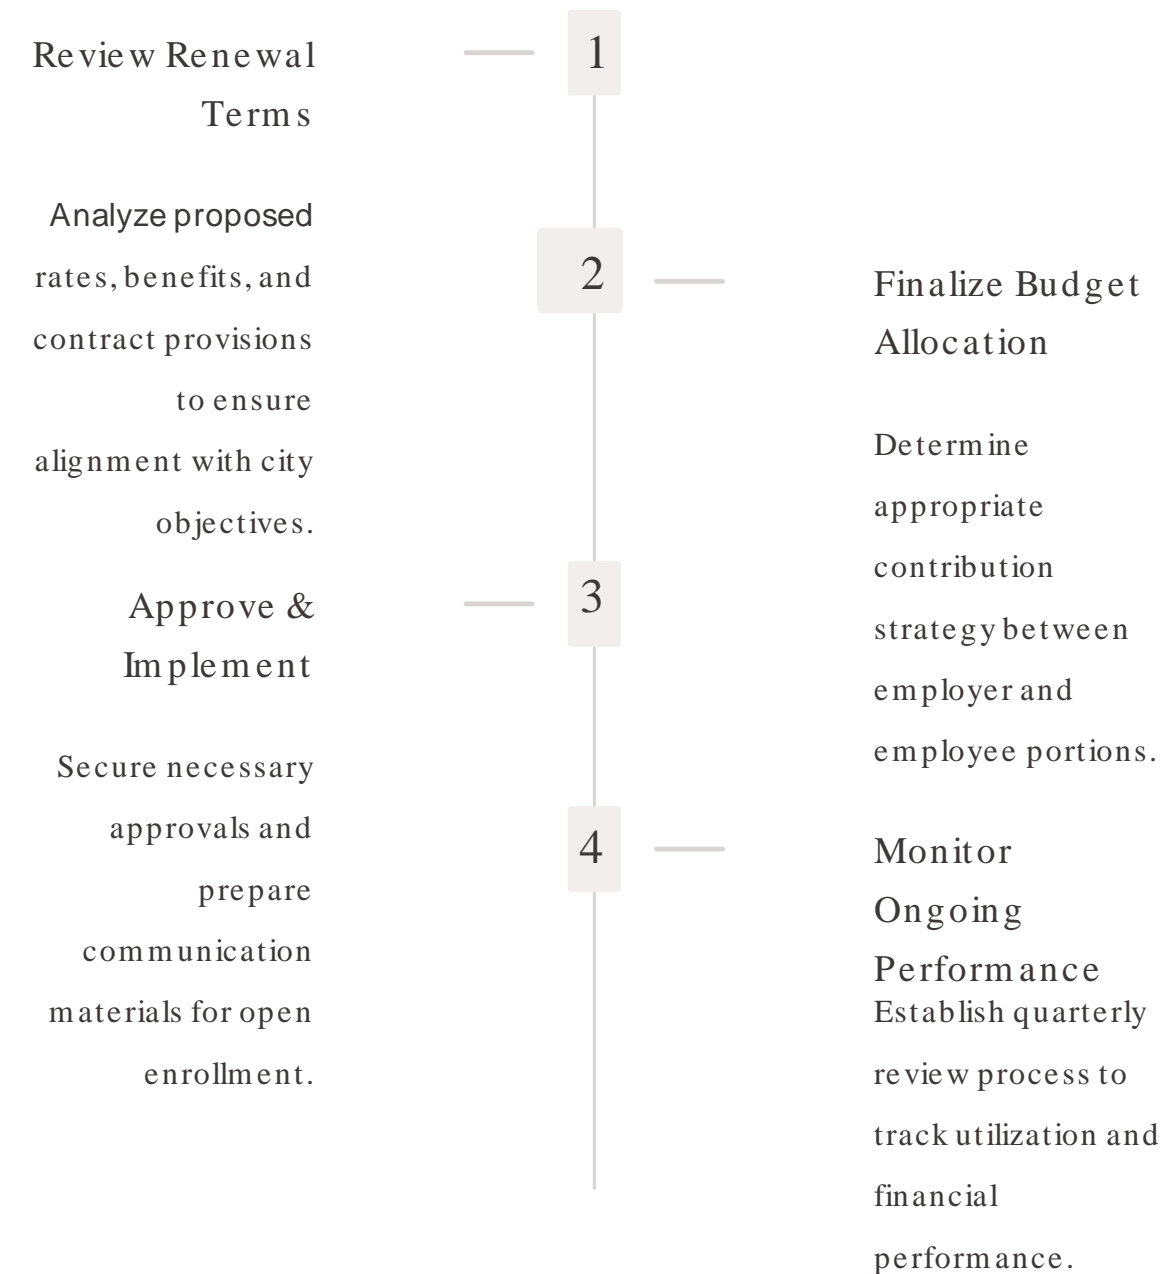 1
Review Renewal
Terms
Analyze proposed
rates, benefits, and
contract provisions
to ensure
alignment with city
objectives.
2
Finalize Budget
Allocation
Determine
appropriate
contribution
strategy between
employer and
employee portions.
3
Approve &
Implement
Secure necessary
approvals and
prepare
communication
materials for open
enrollment.
4
Monitor
Ongoing
Performance
Establish quarterly
review process to
track utilization and
financial
performance.